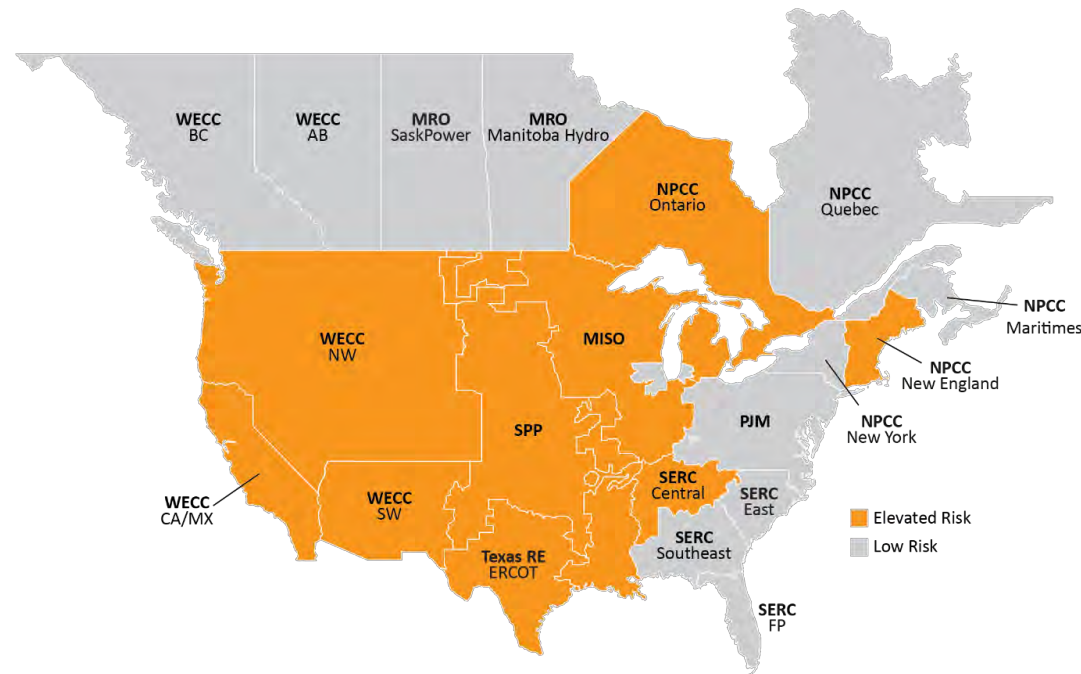 WECC
BC
WECC
AB
MRO
SaskPower
MRO
Manitoba Hydro
NPCC
Ontario
NPCC
Quebec
NPCC
Maritimes
WECC
NW
MISO
NPCC
New England
SPP
PJM
NPCC
New York
WECC
CA/MX
WECC
SW
SERC
Central
SERC
East
Elevated Risk
Low Risk
SERC
Southeast
Texas RE
ERCOT
SERC
FP